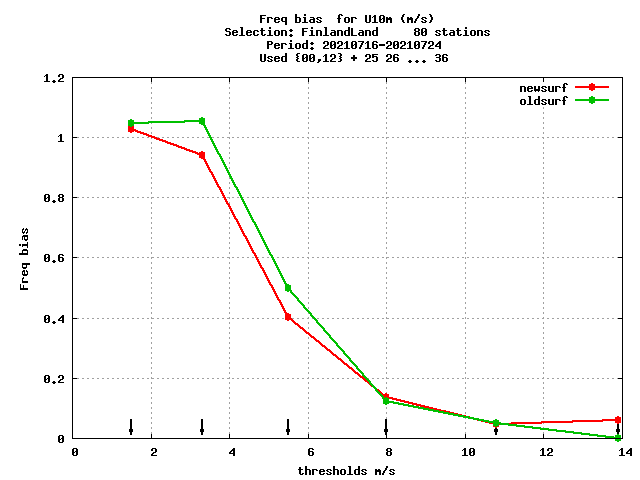 Freq bias  for U10m (m/s)
Selection: FinlandLand     80 stations
Period: 20210716-20210724
Used {00,12} + 25 26 ... 36
newsurf
oldsurf
1.2
1
0.8
0.6
0.4
0.2
0
Freq bias
0 2 4 6 8 10 12 14
thresholds m/s